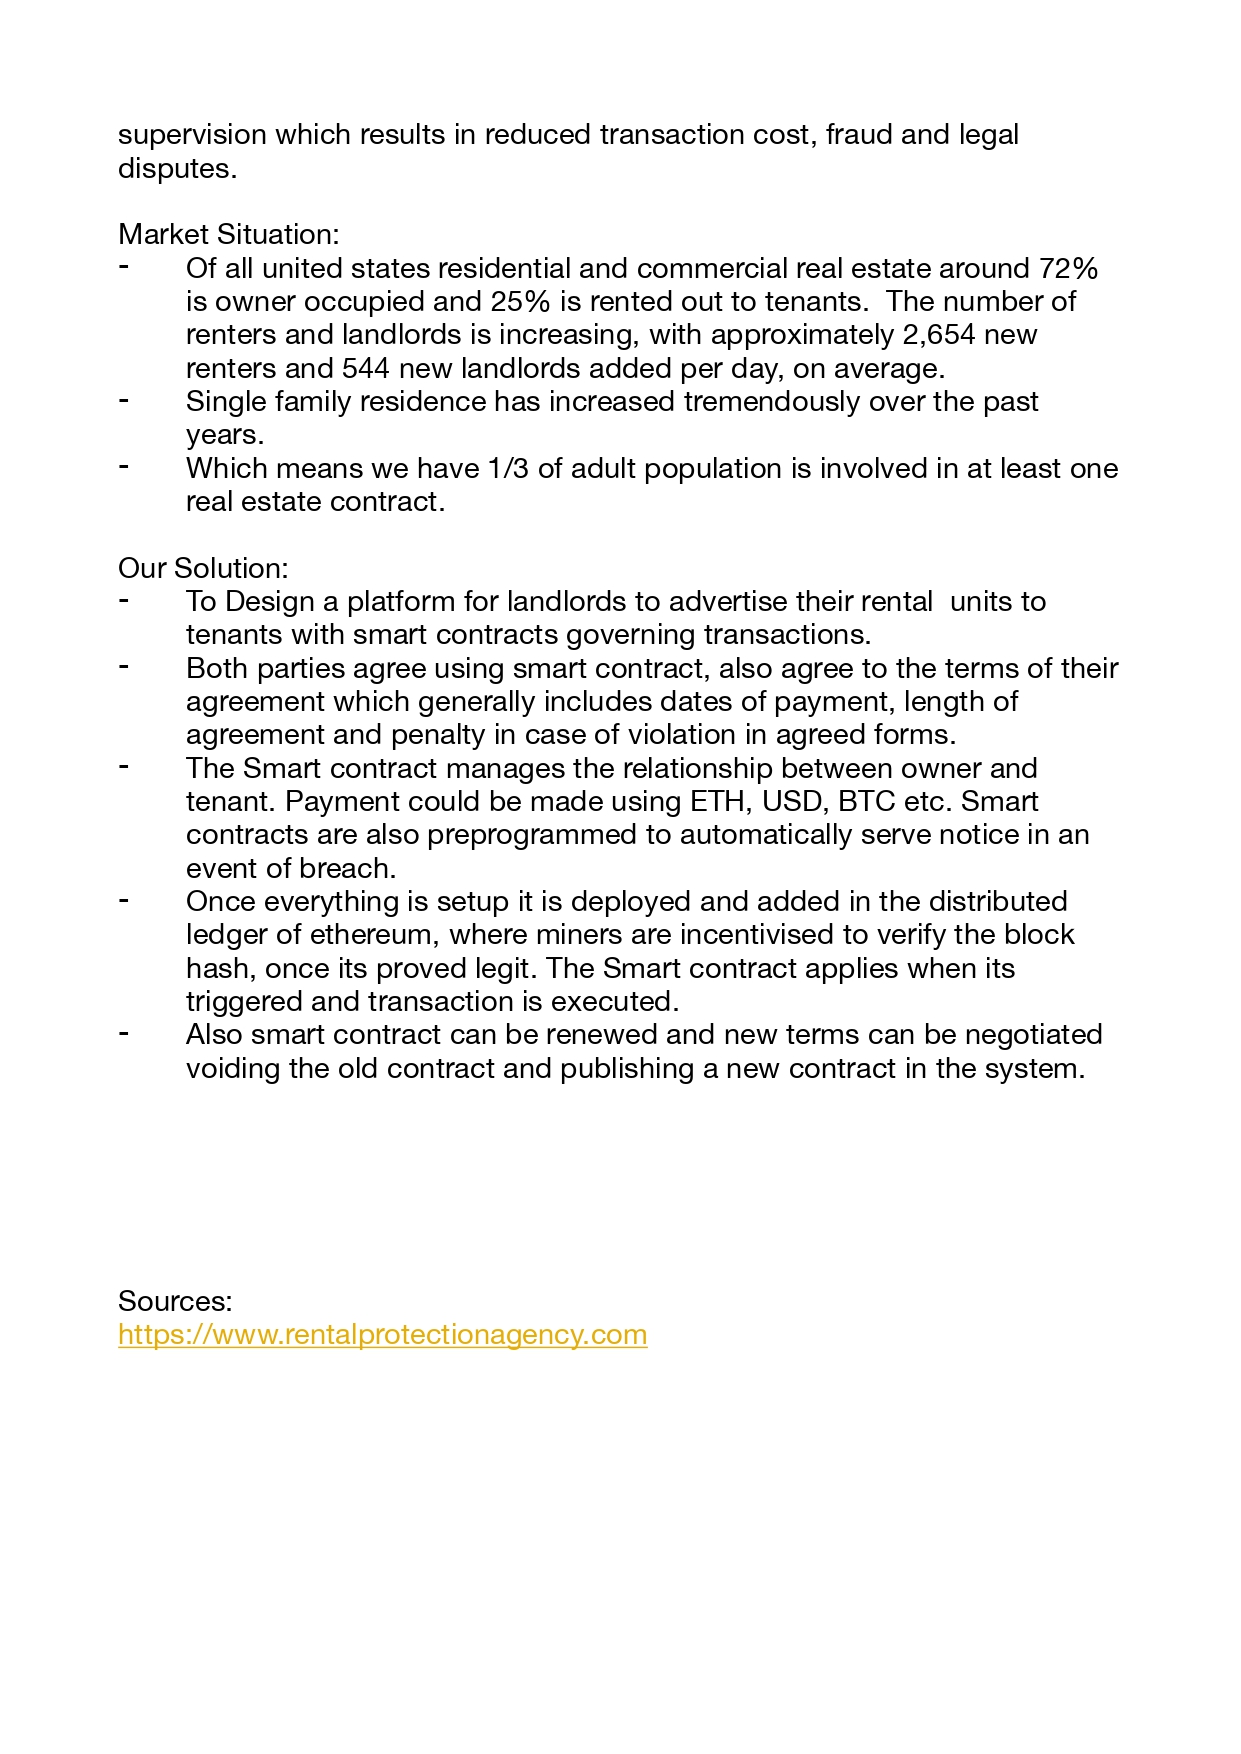 supervision which results in reduced transaction cost, fraud and legal
disputes.
Market Situation:
- Of all united states residential and commercial real estate around 72%
is owner occupied and 25% is rented out to tenants.  The number of
renters and landlords is increasing, with approximately 2,654 new
renters and 544 new landlords added per day, on average.
- Single family residence has increased tremendously over the past
years.
- Which means we have 1/3 of adult population is involved in at least one
real estate contract.
Our Solution:
- To Design a platform for landlords to advertise their rental  units to
tenants with smart contracts governing transactions.
- Both parties agree using smart contract, also agree to the terms of their
agreement which generally includes dates of payment, length of
agreement and penalty in case of violation in agreed forms.
- The Smart contract manages the relationship between owner and
tenant. Payment could be made using ETH, USD, BTC etc. Smart
contracts are also preprogrammed to automatically serve notice in an
event of breach.
- Once everything is setup it is deployed and added in the distributed
ledger of ethereum, where miners are incentivised to verify the block
hash, once its proved legit. The Smart contract applies when its
triggered and transaction is executed.
- Also smart contract can be renewed and new terms can be negotiated
voiding the old contract and publishing a new contract in the system.
Sources:
https://www.rentalprotectionagency.com